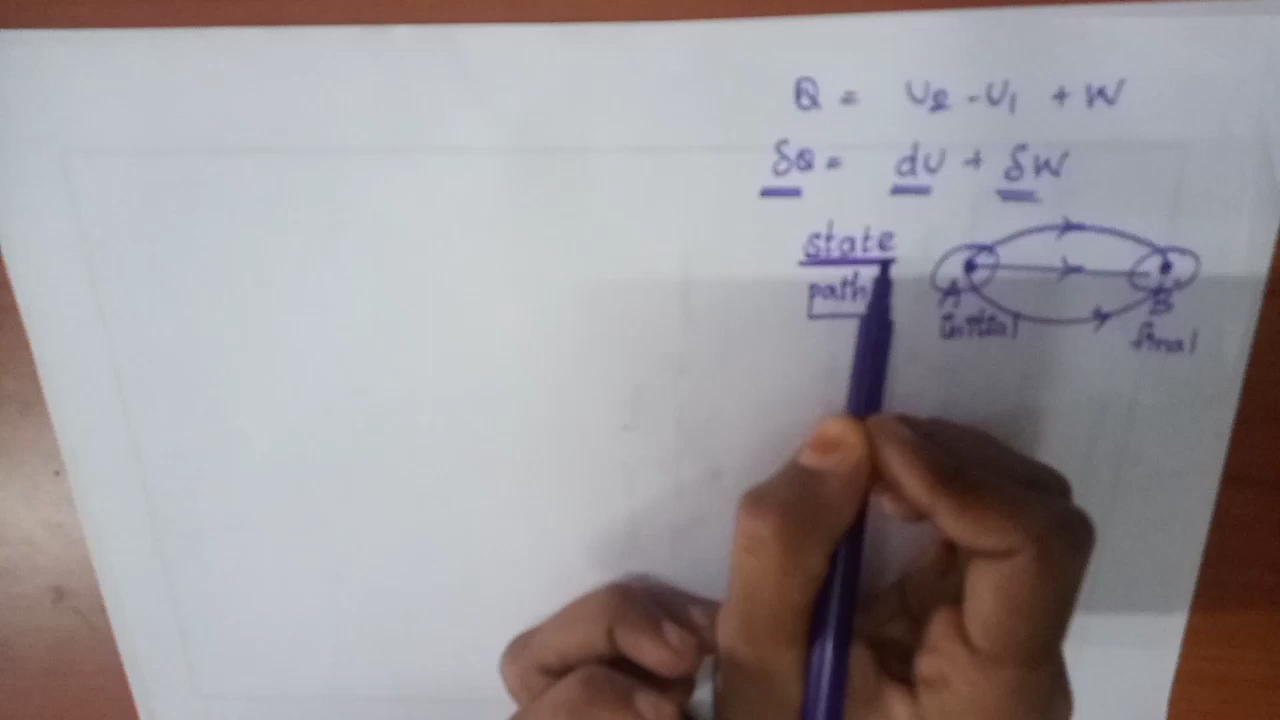 Q = U2 - U1 + W
δQ = dU + δW
state
path
A B
initial
final